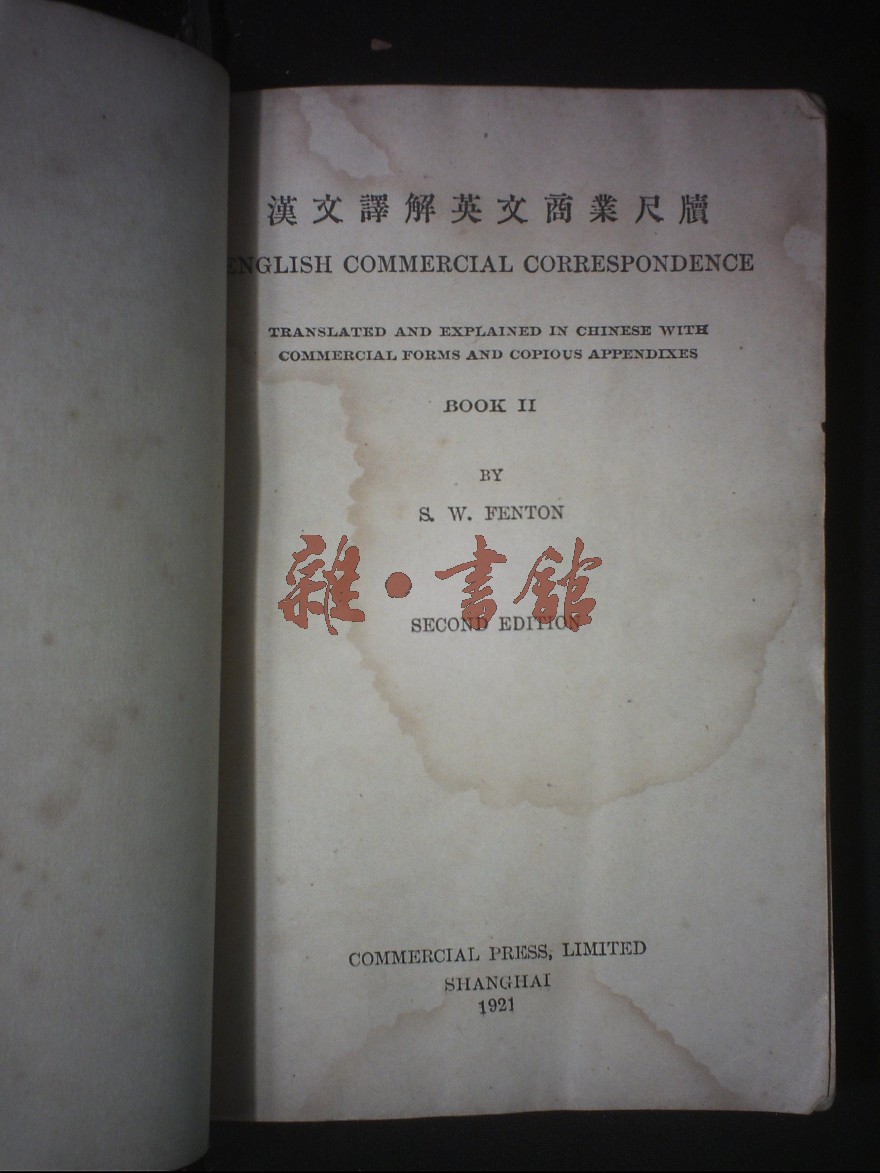 漢文譯解英文商業尺牘
ENGLISH COMMERCIAL CORRESPONDENCE
TRANSLATED AND EXPLAINED IN CHINESE WITH
COMMERCIAL FORMS AND COPIOUS APPENDIXES
BOOK II
BY
S. W. FENTON
雜·書館
SECOND EDITION
COMMERCIAL PRESS, LIMITED
SHANGHAI
1921